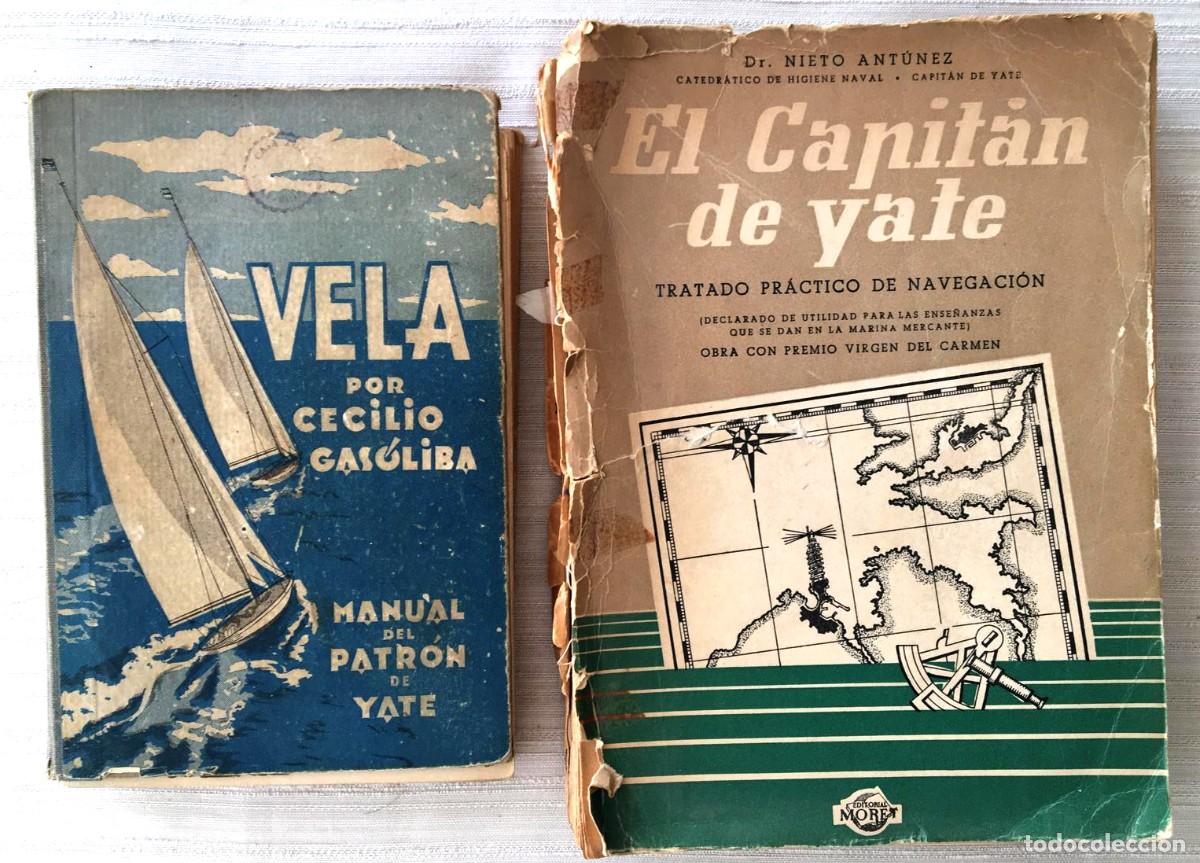 VELA
POR
CECILIO
GASÓLIBA
MANUAL
DEL
PATRÓN
DE
YATE
Dr. NIETO ANTÚNEZ
CATEDRÁTICO DE HIGIENE NAVAL • CAPITÁN DE YATE
El Capitán
de yate
TRATADO PRÁCTICO DE NAVEGACIÓN
(DECLARADO DE UTILIDAD PARA LAS ENSEÑANZAS
QUE SE DAN EN LA MARINA MERCANTE)
OBRA CON PREMIO VIRGEN DEL CARMEN
EDITORIAL
MORET
todocoleccion